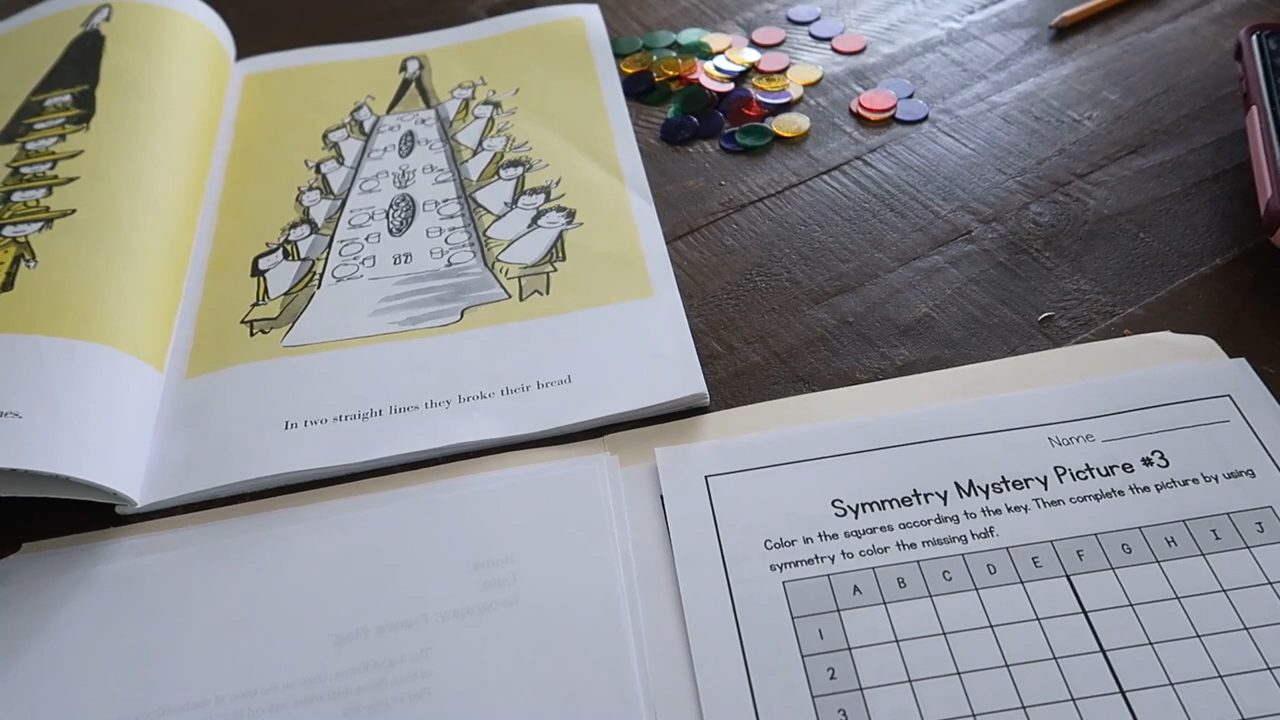 nes.
In two straight lines they broke their bread
Name
Symmetry Mystery Picture #3
Color in the squares according to the key. Then complete the picture by using
symmetry to color the missing half.
A B C D E F G H I J
1
2
3